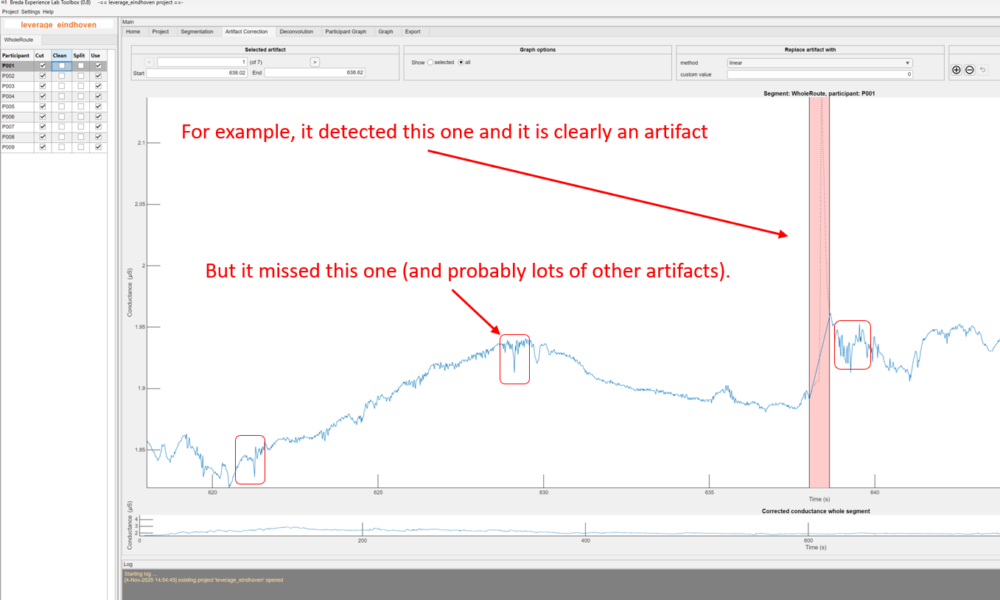 Breda Experience Lab Toolbox (0.8) -== leverage_eindhoven project ==-
Project Settings Help
leverage_eindhoven
WholeRoute
Participant Cut Clean Split Use
P001
P002
P003
P004
P005
P006
P007
P008
P009
Main
Home Project Segmentation Artifact Correction Deconvolution Participant Graph Graph Export
Selected artifact
< 1 (of 7) >
Start 638.02 End 638.62
Graph options
Show selected all
Replace artifact with
method linear
custom value 0
Segment: WholeRoute, participant: P001
For example, it detected this one and it is clearly an artifact
But it missed this one (and probably lots of other artifacts).
Conductance (µS)
2.1
2.05
2
1.95
1.9
1.85
620 625 630 635 640
Time (s)
Corrected conductance whole segment
Conductance (µS)
4
3
2
0 200 400 600
Time (s)
Log
Starting log ...
[4-Nov-2025 14:54:45] existing project 'leverage_eindhoven' opened